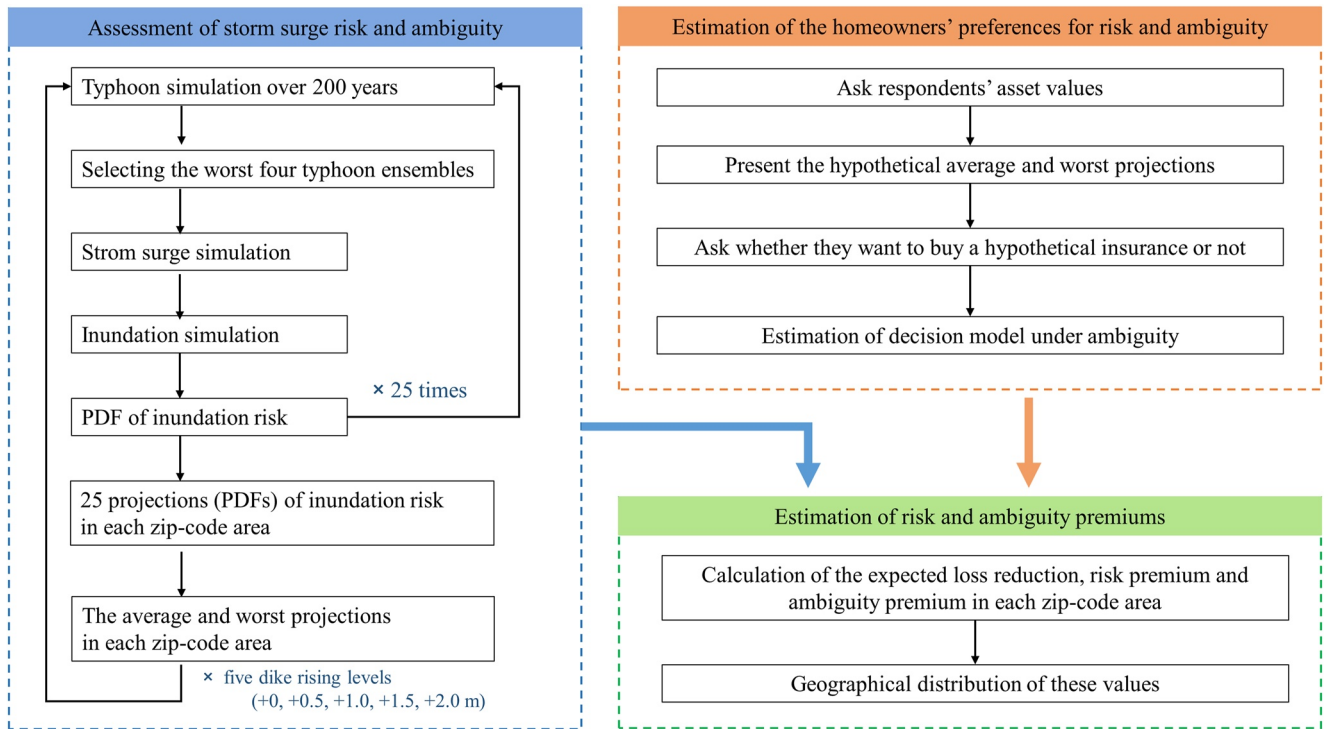 Assessment of storm surge risk and ambiguity
Typhoon simulation over 200 years
Selecting the worst four typhoon ensembles
Strom surge simulation
Inundation simulation
× 25 times
PDF of inundation risk
25 projections (PDFs) of inundation risk
in each zip-code area
The average and worst projections
in each zip-code area
× five dike rising levels
(+0, +0.5, +1.0, +1.5, +2.0 m)
Estimation of the homeowners’ preferences for risk and ambiguity
Ask respondents’ asset values
Present the hypothetical average and worst projections
Ask whether they want to buy a hypothetical insurance or not
Estimation of decision model under ambiguity
Estimation of risk and ambiguity premiums
Calculation of the expected loss reduction, risk premium and
ambiguity premium in each zip-code area
Geographical distribution of these values